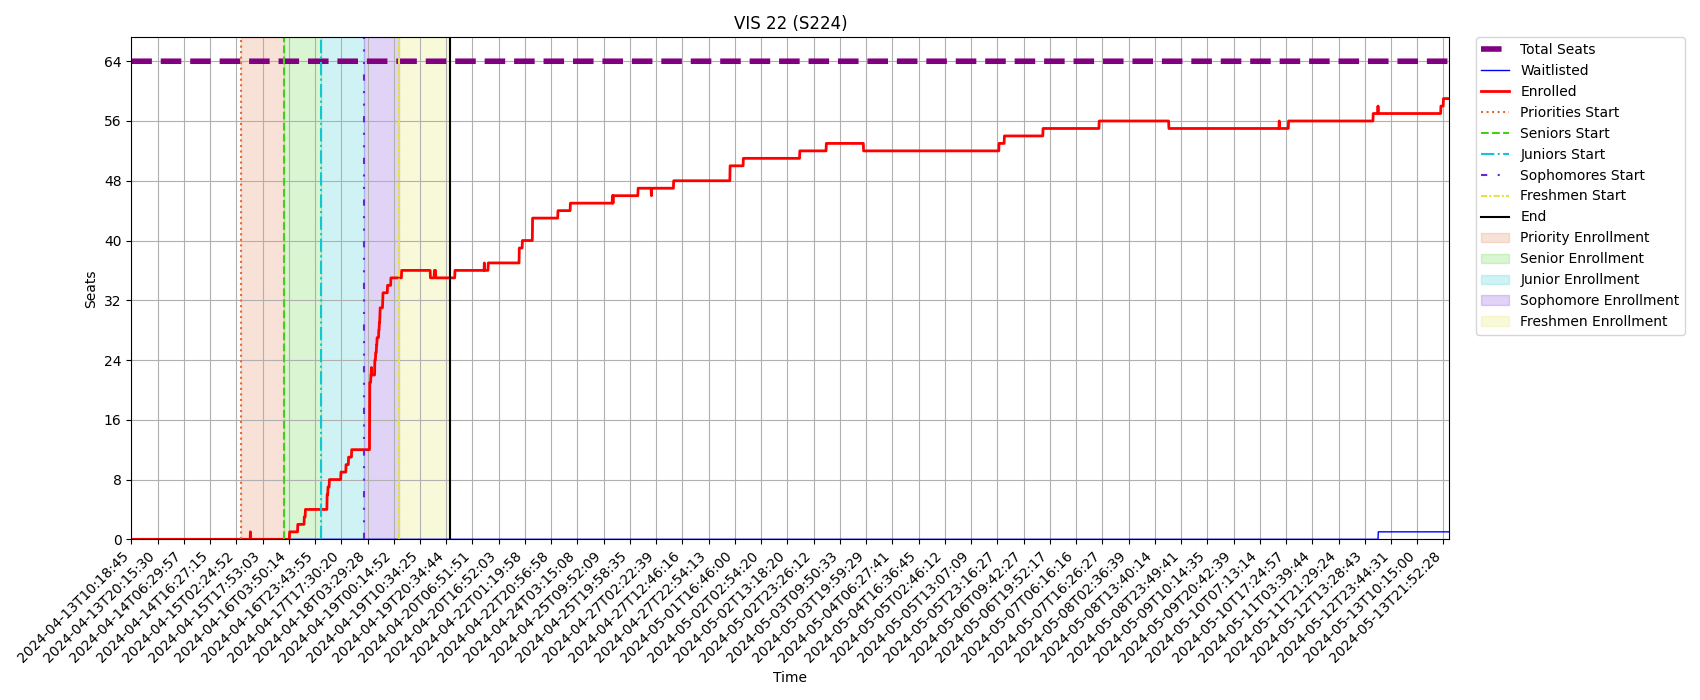 VIS 22 (S224)
Seats
64
56
48
40
32
24
16
8
0
2024-04-13T10:18:45
2024-04-13T20:15:30
2024-04-14T06:29:57
2024-04-14T16:27:15
2024-04-15T02:24:52
2024-04-15T17:53:03
2024-04-16T03:50:14
2024-04-16T23:43:55
2024-04-17T17:30:20
2024-04-18T03:29:28
2024-04-19T00:14:52
2024-04-19T10:34:25
2024-04-19T20:34:44
2024-04-20T06:51:51
2024-04-20T16:52:03
2024-04-22T01:19:58
2024-04-22T20:56:58
2024-04-24T03:15:08
2024-04-25T09:52:09
2024-04-25T19:58:35
2024-04-27T02:22:39
2024-04-27T12:46:16
2024-04-27T22:54:13
2024-05-01T16:46:00
2024-05-02T02:54:20
2024-05-02T13:18:20
2024-05-02T23:26:12
2024-05-03T09:50:33
2024-05-03T19:59:29
2024-05-04T06:27:41
2024-05-04T16:36:45
2024-05-05T02:46:12
2024-05-05T13:07:09
2024-05-05T23:16:27
2024-05-06T09:42:27
2024-05-06T19:52:17
2024-05-07T06:16:16
2024-05-07T16:26:27
2024-05-08T02:36:39
2024-05-08T13:40:14
2024-05-08T23:49:41
2024-05-09T10:14:35
2024-05-09T20:42:39
2024-05-10T07:13:14
2024-05-10T17:24:57
2024-05-11T03:39:44
2024-05-11T21:29:24
2024-05-12T13:28:43
2024-05-12T23:44:31
2024-05-13T10:15:00
2024-05-13T21:52:28
Time
Total Seats
Waitlisted
Enrolled
Priorities Start
Seniors Start
Juniors Start
Sophomores Start
Freshmen Start
End
Priority Enrollment
Senior Enrollment
Junior Enrollment
Sophomore Enrollment
Freshmen Enrollment